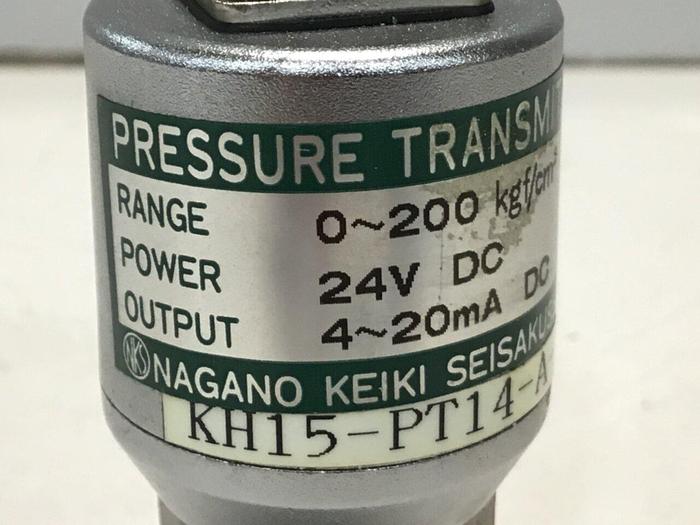 PRESSURE TRANSMI
RANGE 0~200 kgf/cm²
POWER 24V DC
OUTPUT 4~20mA DC
NKS NAGANO KEIKI SEISAKUS
KH15-PT14-A